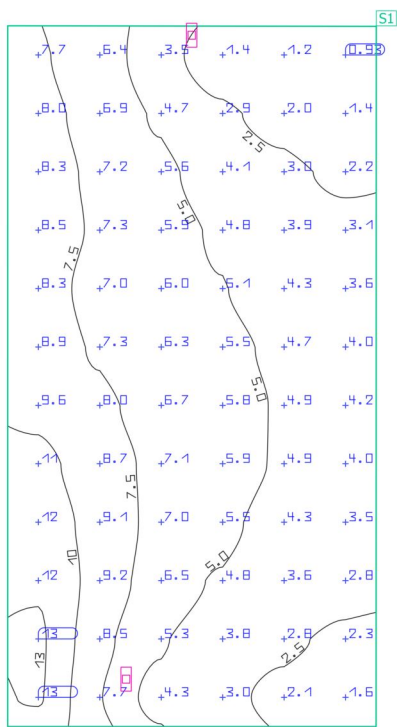 S1
+7.7 +6.4 +3.5 +1.4 +1.2 +0.93
+8.0 +6.9 +4.7 +2.9 +2.0 +1.4
2.5
+8.3 +7.2 +5.6 +4.1 +3.0 +2.2
5.0
+8.5 +7.3 +5.9 +4.8 +3.9 +3.1
7.5
+8.3 +7.0 +6.0 +5.1 +4.3 +3.6
+8.9 +7.3 +6.3 +5.5 +4.7 +4.0
5.0
+9.6 +8.0 +6.7 +5.8 +4.9 +4.2
+11 +8.7 +7.1 +5.9 +4.9 +4.0
7.5
+12 +9.1 +7.0 +5.5 +4.3 +3.5
10
5.0
+12 +9.2 +6.5 +4.8 +3.6 +2.8
+13 +8.5 +5.3 +3.8 +2.8 +2.3
13
2.5
+13 +7.7 +4.3 +3.0 +2.1 +1.6